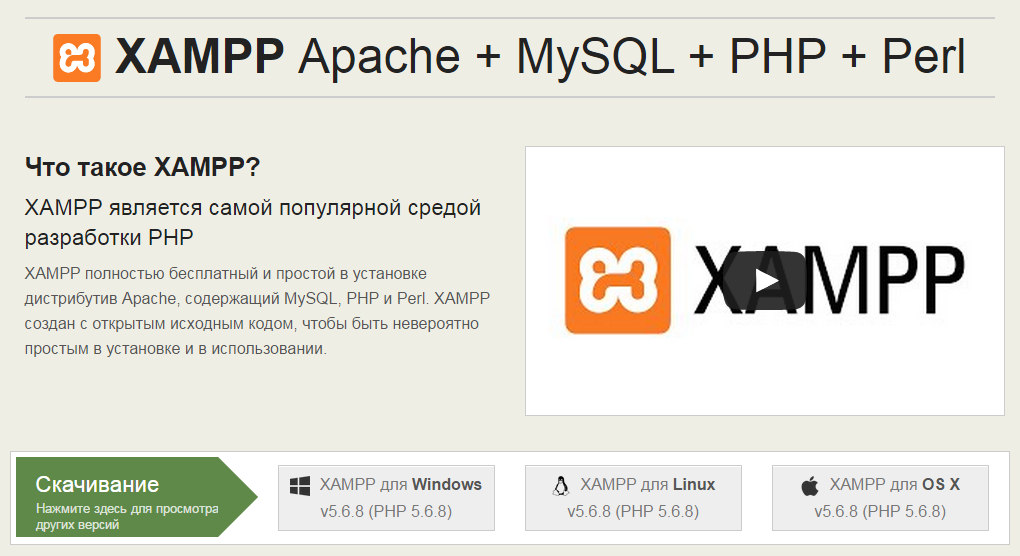 XAMPP Apache + MySQL + PHP + Perl
Что такое XAMPP?
XAMPP является самой популярной средой
разработки PHP
XAMPP полностью бесплатный и простой в установке
дистрибутив Apache, содержащий MySQL, PHP и Perl. XAMPP
создан с открытым исходным кодом, чтобы быть невероятно
простым в установке и в использовании.
XAMPP
Скачивание
Нажмите здесь для просмотра
других версий
XAMPP для Windows
v5.6.8 (PHP 5.6.8)
XAMPP для Linux
v5.6.8 (PHP 5.6.8)
XAMPP для OS X
v5.6.8 (PHP 5.6.8)